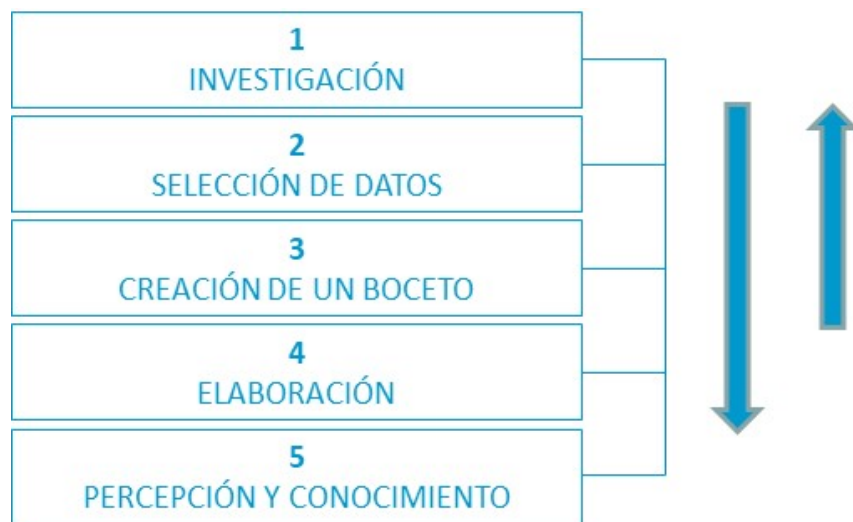 1
INVESTIGACIÓN
2
SELECCIÓN DE DATOS
3
CREACIÓN DE UN BOCETO
4
ELABORACIÓN
5
PERCEPCIÓN Y CONOCIMIENTO